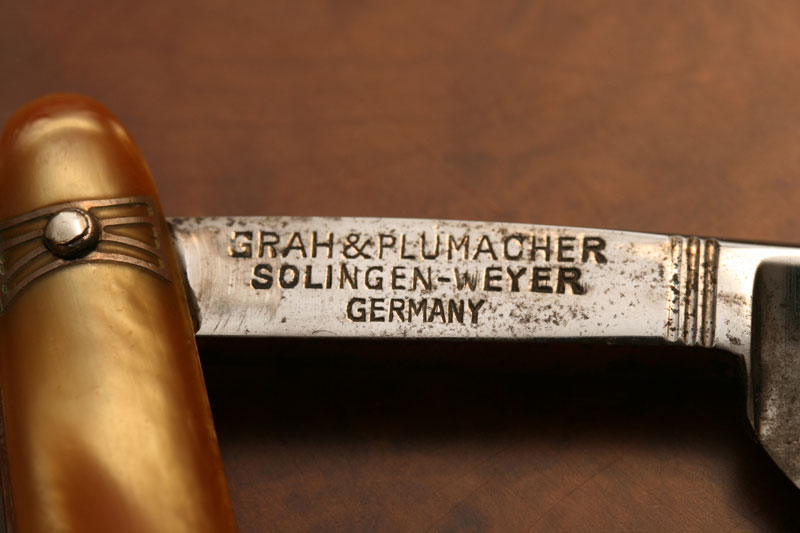 GRAH & PLUMACHER
SOLINGEN-WEYER
GERMANY